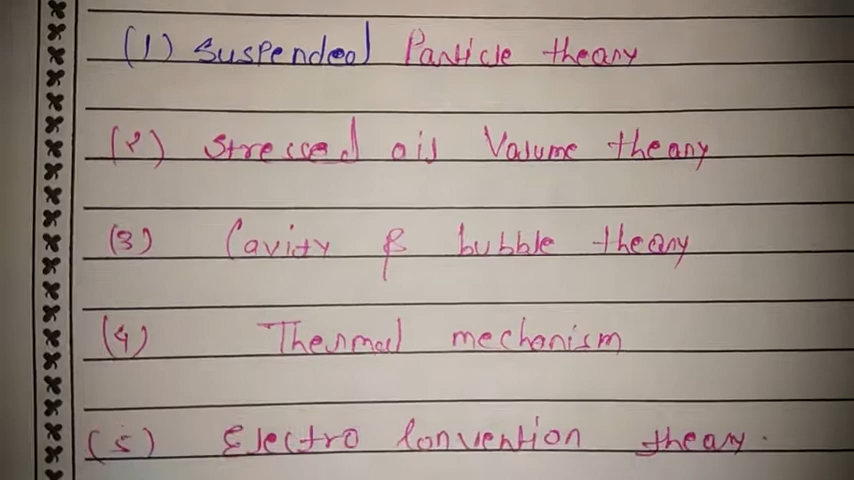 (1) Suspended Particle theory
(2) Stressed oil Volume theory
(3) Cavity & bubble theory
(4) Thermal mechanism
(5) Electro Convention theory.